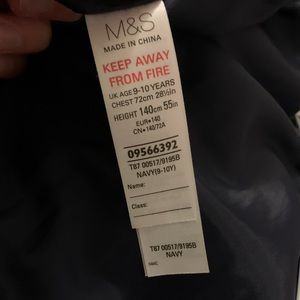 M&S
MADE IN CHINA
KEEP AWAY
FROM FIRE
UK AGE 9-10 YEARS
CHEST 72cm 28½in
HEIGHT 140cm 55in
EUR•140
CN•140/72A
09566392
T87 00517/9195B
NAVY(9-10Y)
Name:
Class:
T87 00517/9195B
NAVY